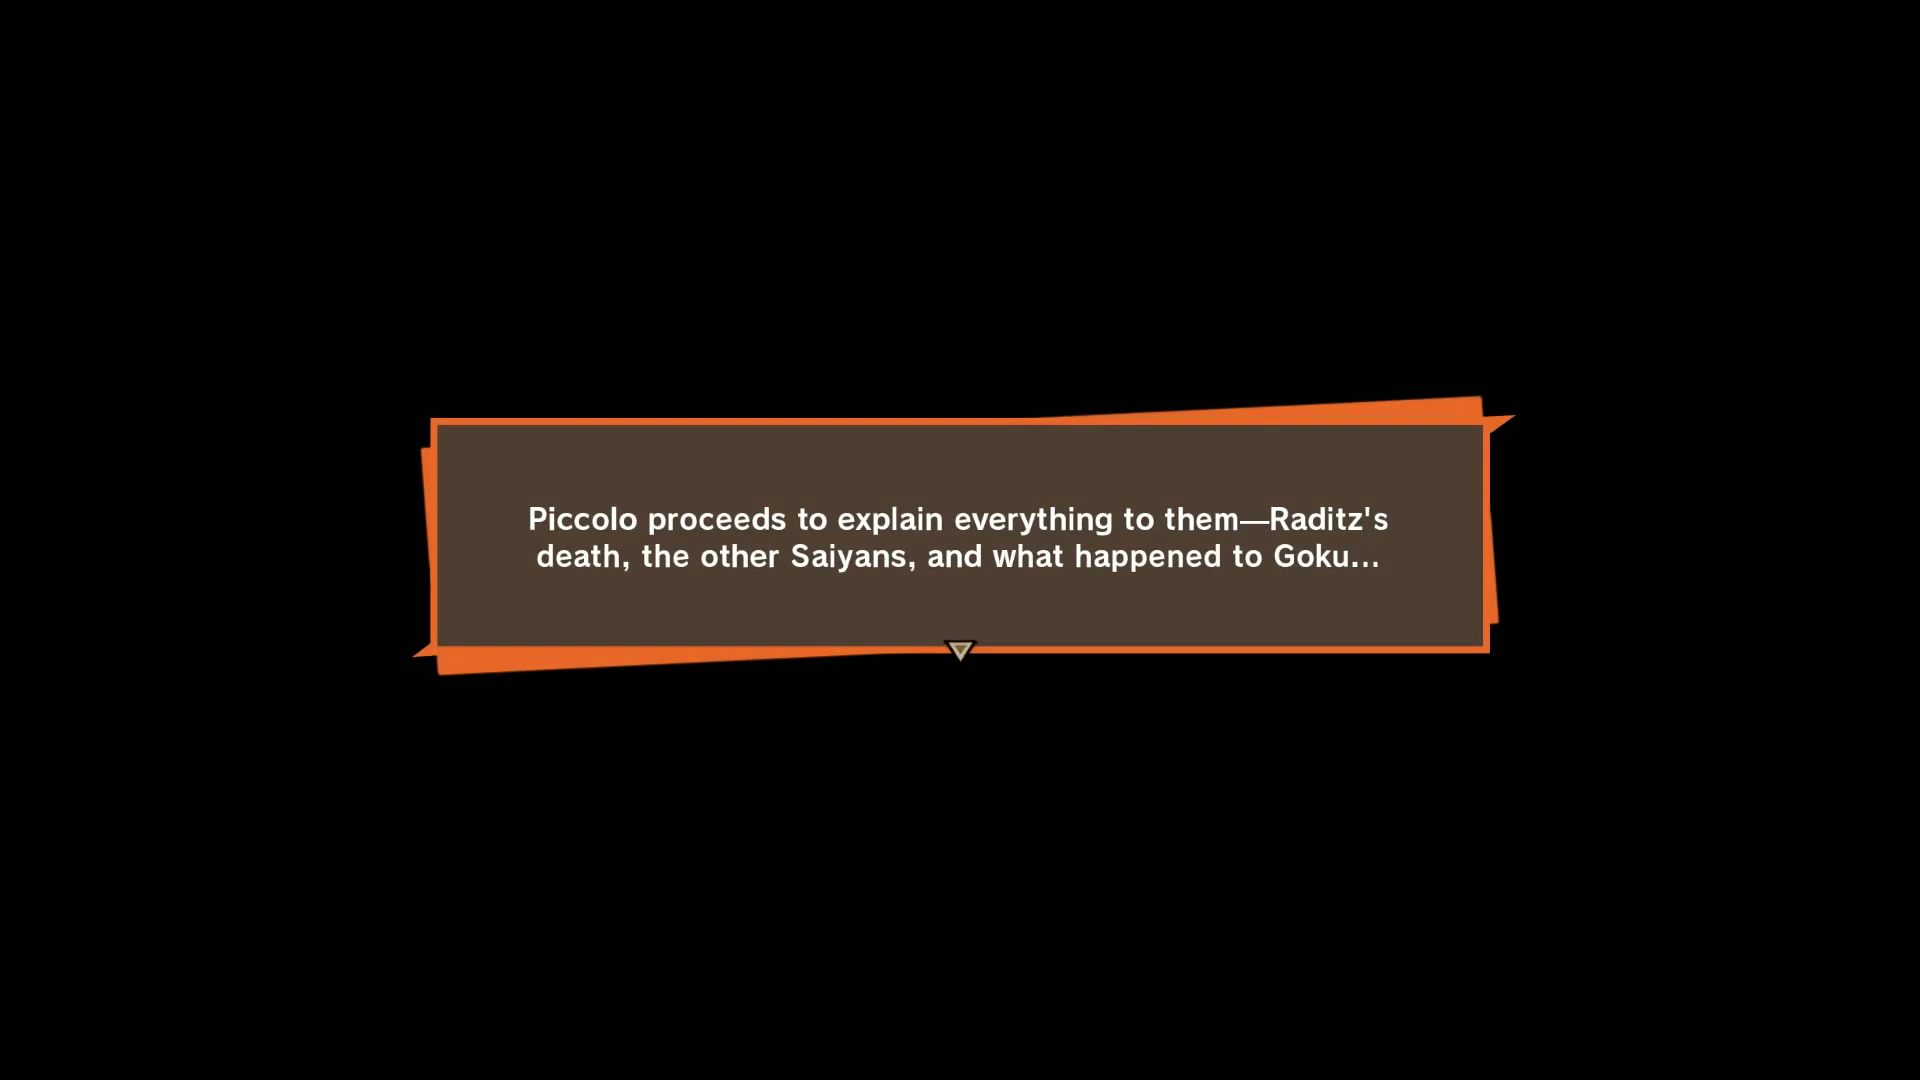 Piccolo proceeds to explain everything to them—Raditz's
death, the other Saiyans, and what happened to Goku...